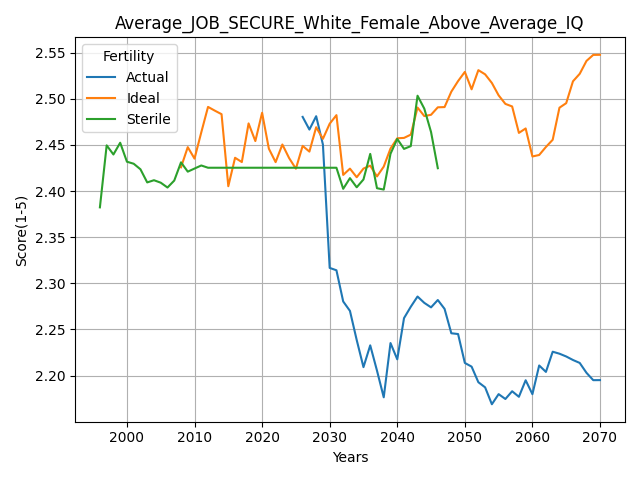 Average_JOB_SECURE_White_Female_Above_Average_IQ
Fertility
Actual
Ideal
Sterile
Score(1-5)
2.55
2.50
2.45
2.40
2.35
2.30
2.25
2.20
2000 2010 2020 2030 2040 2050 2060 2070
Years